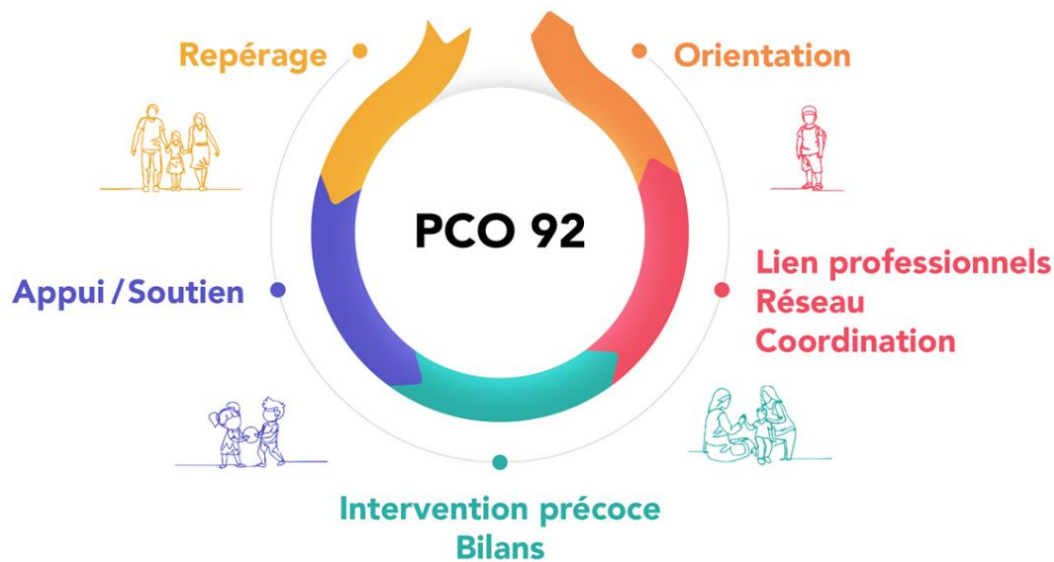 Repérage
Orientation
PCO 92
Appui / Soutien
Lien professionnels
Réseau
Coordination
Intervention précoce
Bilans